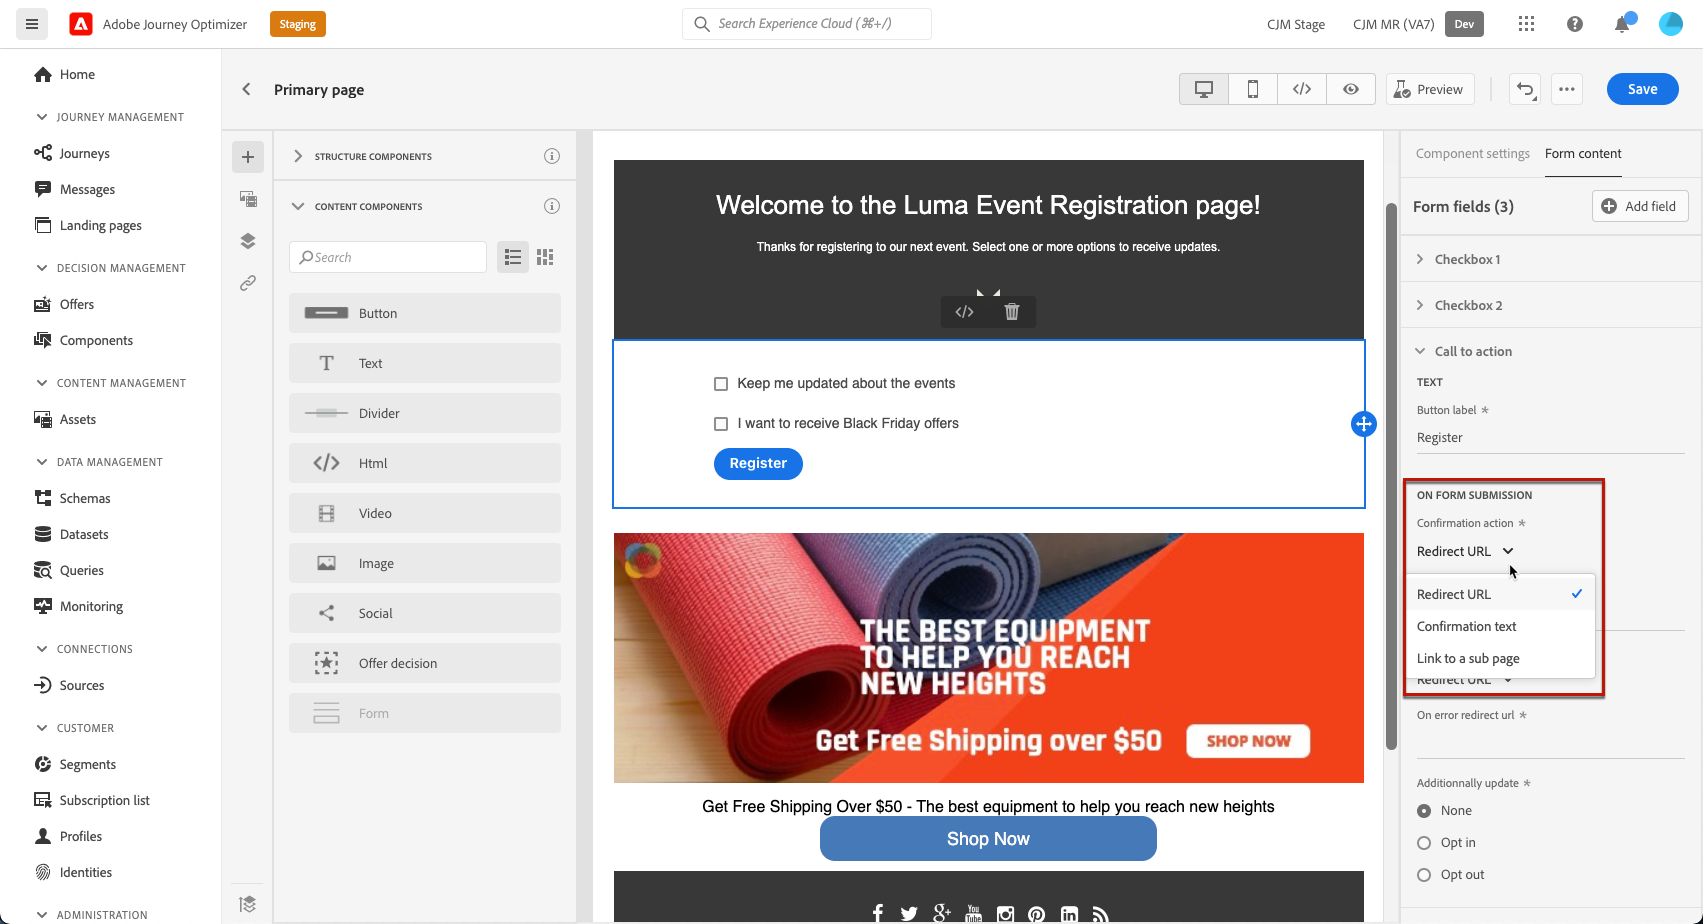 Adobe Journey Optimizer
Staging
Search Experience Cloud (⌘+/)
CJM Stage
CJM MR (VA7)
Dev
Home
JOURNEY MANAGEMENT
Journeys
Messages
Landing pages
DECISION MANAGEMENT
Offers
Components
CONTENT MANAGEMENT
Assets
DATA MANAGEMENT
Schemas
Datasets
Queries
Monitoring
CONNECTIONS
Sources
CUSTOMER
Segments
Subscription list
Profiles
Identities
ADMINISTRATION
Primary page
Preview
Save
STRUCTURE COMPONENTS
CONTENT COMPONENTS
Search
Button
Text
Divider
Html
Video
Image
Social
Offer decision
Form
Welcome to the Luma Event Registration page!
Thanks for registering to our next event. Select one or more options to receive updates.
Keep me updated about the events
I want to receive Black Friday offers
Register
THE BEST EQUIPMENT
TO HELP YOU REACH
NEW HEIGHTS
Get Free Shipping over $50
SHOP NOW
Get Free Shipping Over $50 - The best equipment to help you reach new heights
Shop Now
Component settings
Form content
Form fields (3)
Add field
Checkbox 1
Checkbox 2
Call to action
TEXT
Button label *
Register
ON FORM SUBMISSION
Confirmation action *
Redirect URL
Redirect URL
Confirmation text
Link to a sub page
Redirect URL
On error redirect url *
Additionnally update *
None
Opt in
Opt out